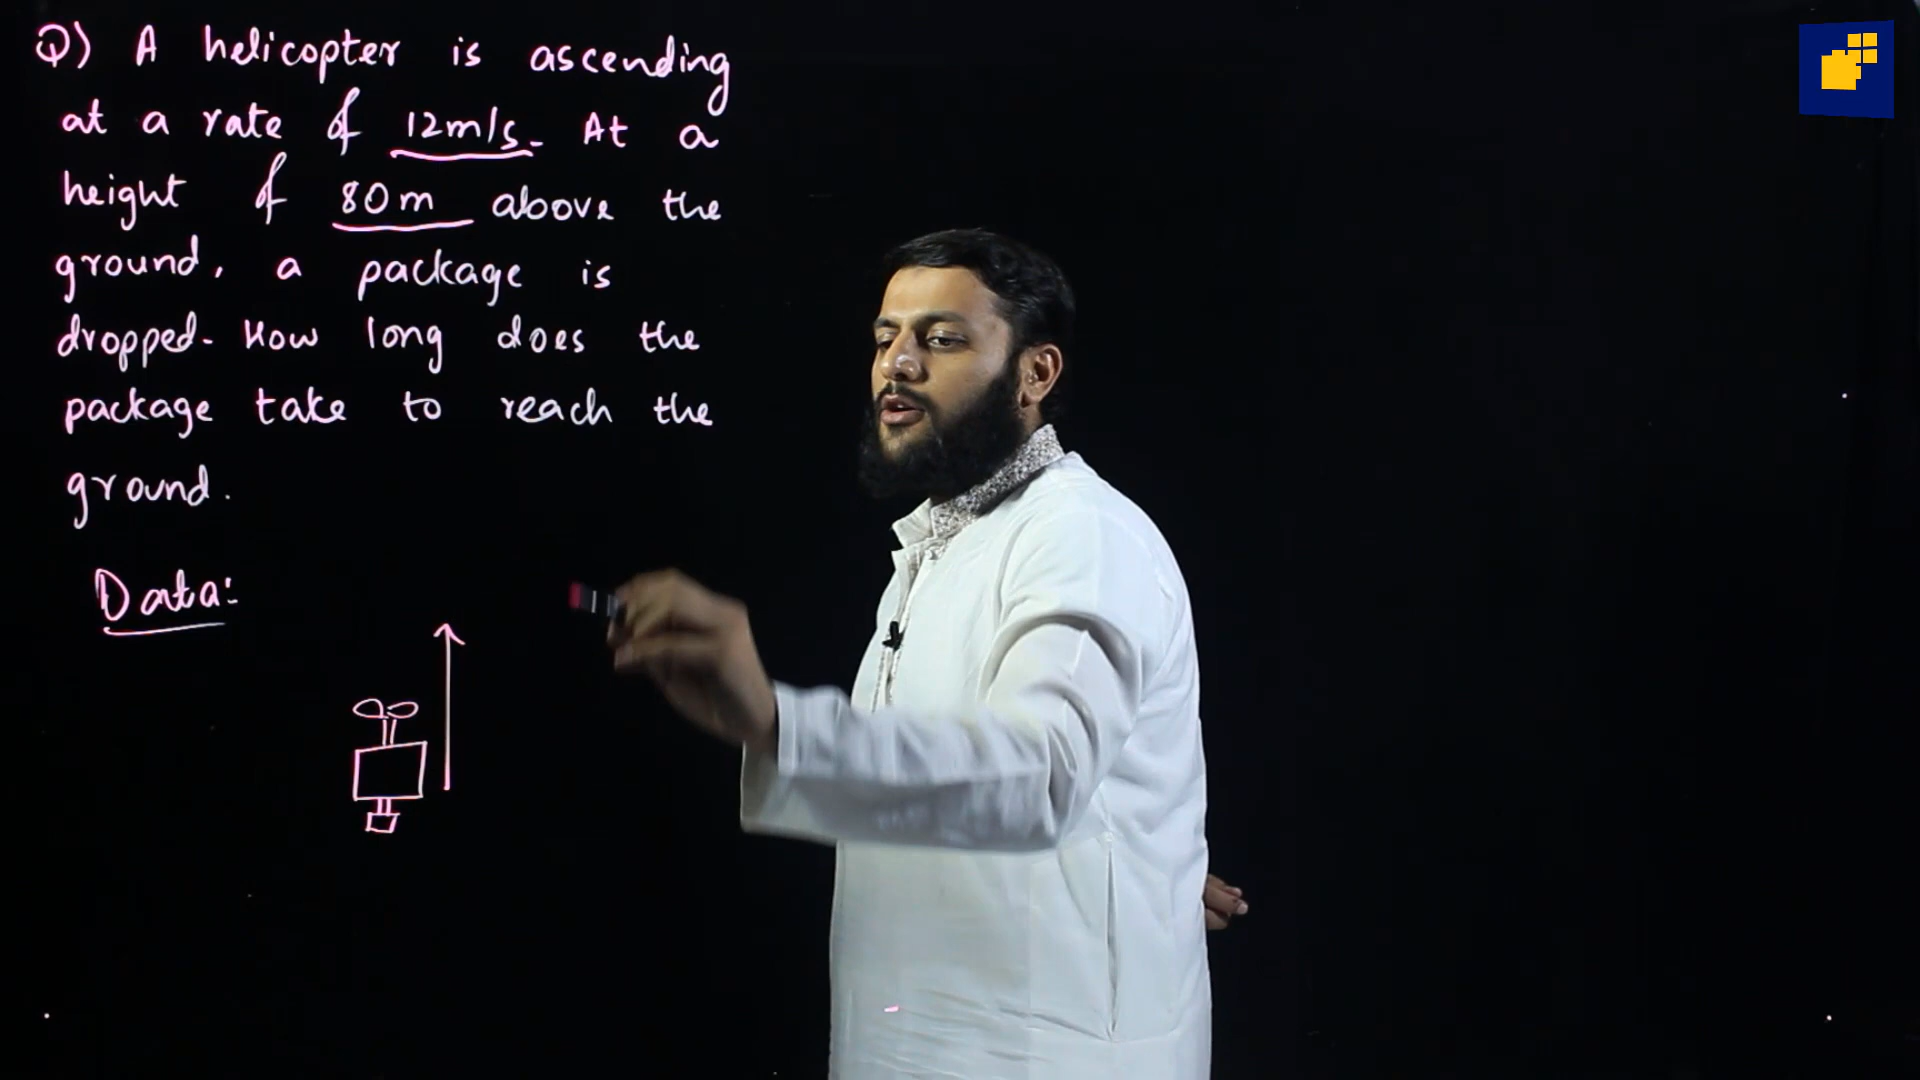 Q) A helicopter is ascending
at a rate of 12m/s. At a
height of 80m above the
ground, a package is
dropped. How long does the
package take to reach the
ground.
Data: